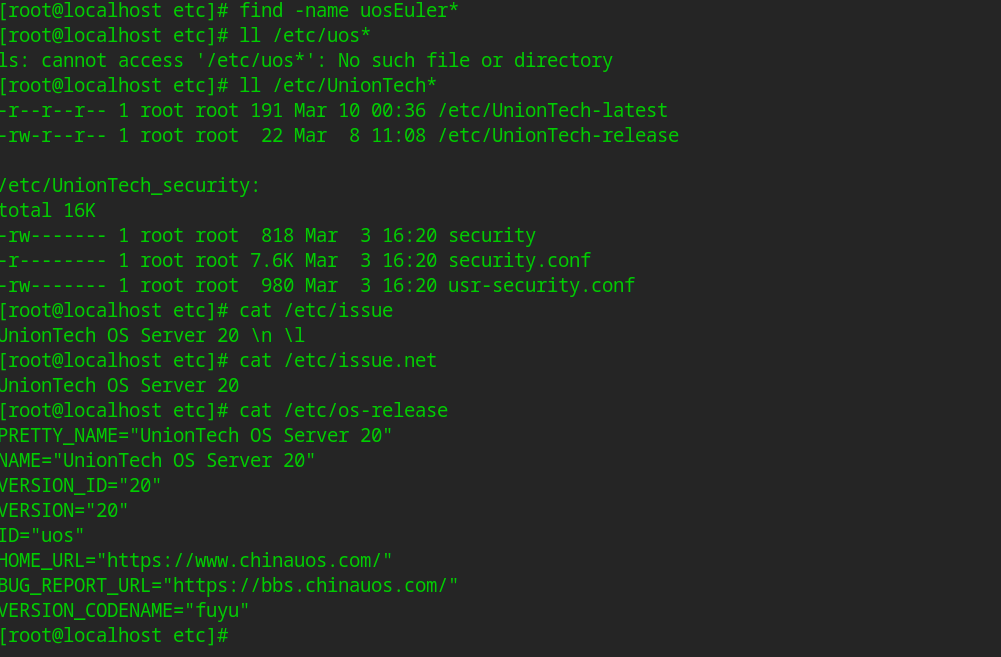 [root@localhost etc]# find -name uosEuler*
[root@localhost etc]# ll /etc/uos*
ls: cannot access '/etc/uos*': No such file or directory
[root@localhost etc]# ll /etc/UnionTech*
-r--r--r-- 1 root root 191 Mar 10 00:36 /etc/UnionTech-latest
-rw-r--r-- 1 root root  22 Mar  8 11:08 /etc/UnionTech-release
/etc/UnionTech_security:
total 16K
-rw------- 1 root root  818 Mar  3 16:20 security
-r-------- 1 root root 7.6K Mar  3 16:20 security.conf
-rw------- 1 root root  980 Mar  3 16:20 usr-security.conf
[root@localhost etc]# cat /etc/issue
UnionTech OS Server 20 \n \l
[root@localhost etc]# cat /etc/issue.net
UnionTech OS Server 20
[root@localhost etc]# cat /etc/os-release
PRETTY_NAME="UnionTech OS Server 20"
NAME="UnionTech OS Server 20"
VERSION_ID="20"
VERSION="20"
ID="uos"
HOME_URL="https://www.chinauos.com/"
BUG_REPORT_URL="https://bbs.chinauos.com/"
VERSION_CODENAME="fuyu"
[root@localhost etc]#